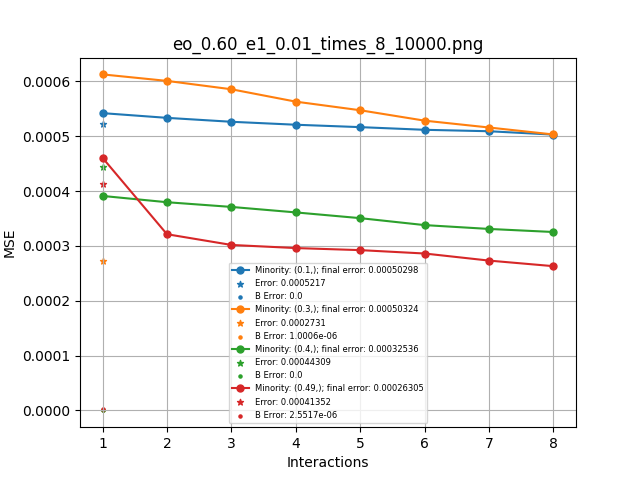 eo_0.60_e1_0.01_times_8_10000.png
0.0006
0.0005
0.0004
0.0003
0.0002
0.0001
0.0000
MSE
Minority: (0.1,); final error: 0.00050298
Error: 0.0005217
B Error: 0.0
Minority: (0.3,); final error: 0.00050324
Error: 0.0002731
B Error: 1.0006e-06
Minority: (0.4,); final error: 0.00032536
Error: 0.00044309
B Error: 0.0
Minority: (0.49,); final error: 0.00026305
Error: 0.00041352
B Error: 2.5517e-06
1 2 3 4 5 6 7 8
Interactions